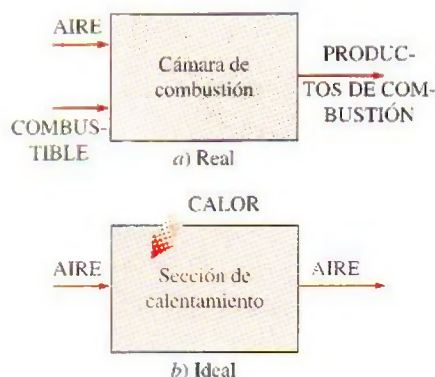 AIRE
Cámara de
combustión
PRODUC-
TOS DE COM-
BUSTIÓN
COMBUS-
TIBLE
a) Real
CALOR
AIRE
Sección de
calentamiento
AIRE
b) Ideal